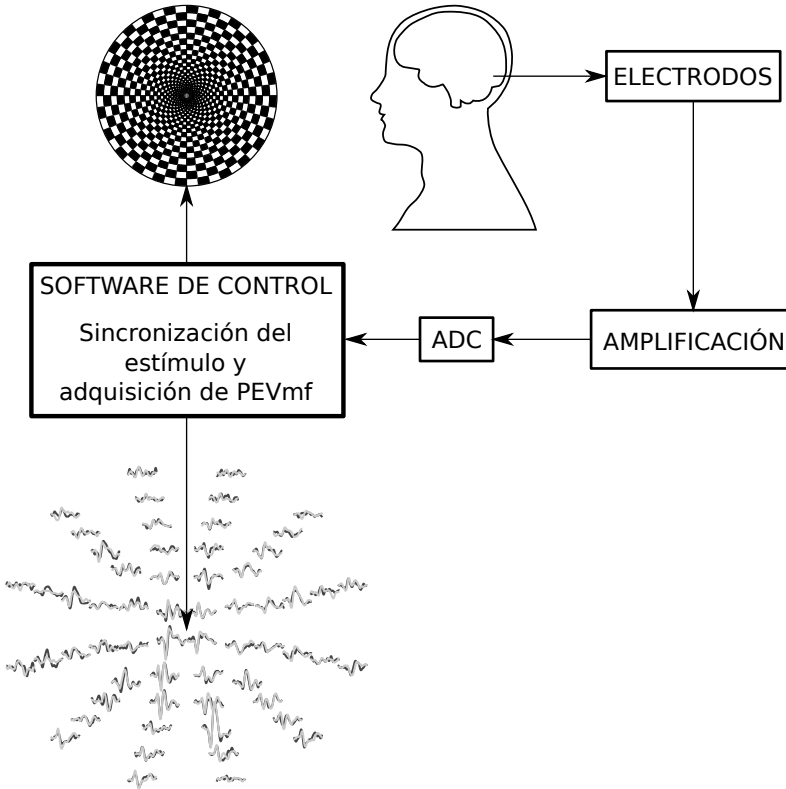 ELECTRODOS
SOFTWARE DE CONTROL
Sincronización del
estímulo y
adquisición de PEVmf
ADC
AMPLIFICACIÓN